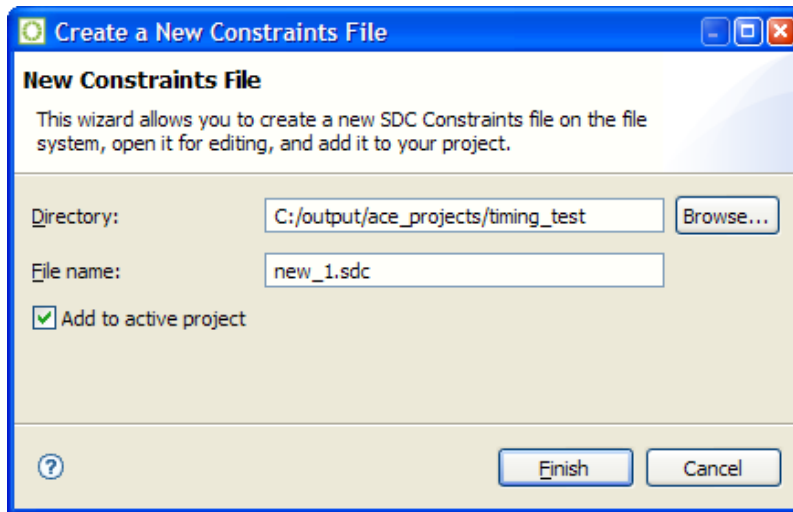 Create a New Constraints File
New Constraints File
This wizard allows you to create a new SDC Constraints file on the file
system, open it for editing, and add it to your project.
Directory: C:/output/ace_projects/timing_test Browse...
File name: new_1.sdc
Add to active project
? Finish Cancel